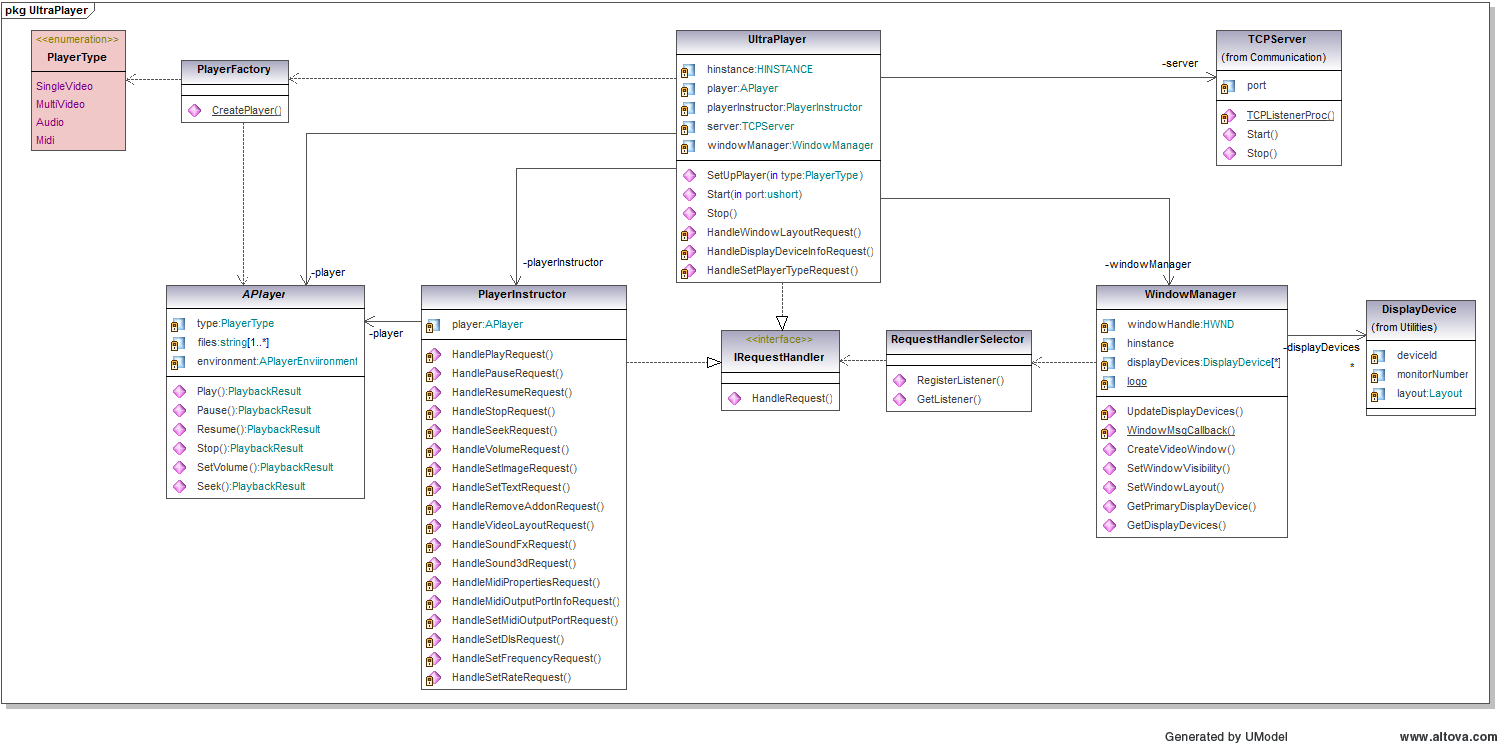 pkg UltraPlayer
<<enumeration>>
PlayerType
SingleVideo
MultiVideo
Audio
Midi
PlayerFactory
CreatePlayer()
UltraPlayer
hinstance:HINSTANCE
player:APlayer
playerInstructor:PlayerInstructor
server:TCPServer
windowManager:WindowManager
SetUpPlayer(in type:PlayerType)
Start(in port:ushort)
Stop()
HandleWindowLayoutRequest()
HandleDisplayDeviceInfoRequest()
HandleSetPlayerTypeRequest()
-server
TCPServer
(from Communication)
port
TCPListenerProc()
Start()
Stop()
-player
-playerInstructor
-windowManager
APlayer
type:PlayerType
files:string[1..*]
environment:APlayerEnviironment
Play():PlaybackResult
Pause():PlaybackResult
Resume():PlaybackResult
Stop():PlaybackResult
SetVolume():PlaybackResult
Seek():PlaybackResult
-player
PlayerInstructor
player:APlayer
HandlePlayRequest()
HandlePauseRequest()
HandleResumeRequest()
HandleStopRequest()
HandleSeekRequest()
HandleVolumeRequest()
HandleSetImageRequest()
HandleSetTextRequest()
HandleRemoveAddonRequest()
HandleVideoLayoutRequest()
HandleSoundFxRequest()
HandleSound3dRequest()
HandleMidiPropertiesRequest()
HandleMidiOutputPortInfoRequest()
HandleSetMidiOutputPortRequest()
HandleSetDlsRequest()
HandleSetFrequencyRequest()
HandleSetRateRequest()
<<interface>>
IRequestHandler
HandleRequest()
RequestHandlerSelector
RegisterListener()
GetListener()
WindowManager
windowHandle:HWND
hinstance
displayDevices:DisplayDevice[*]
logo
UpdateDisplayDevices()
WindowMsgCallback()
CreateVideoWindow()
SetWindowVisibility()
SetWindowLayout()
GetPrimaryDisplayDevice()
GetDisplayDevices()
-displayDevices
*
DisplayDevice
(from Utilities)
deviceId
monitorNumber
layout:Layout
Generated by UModel
www.altova.com